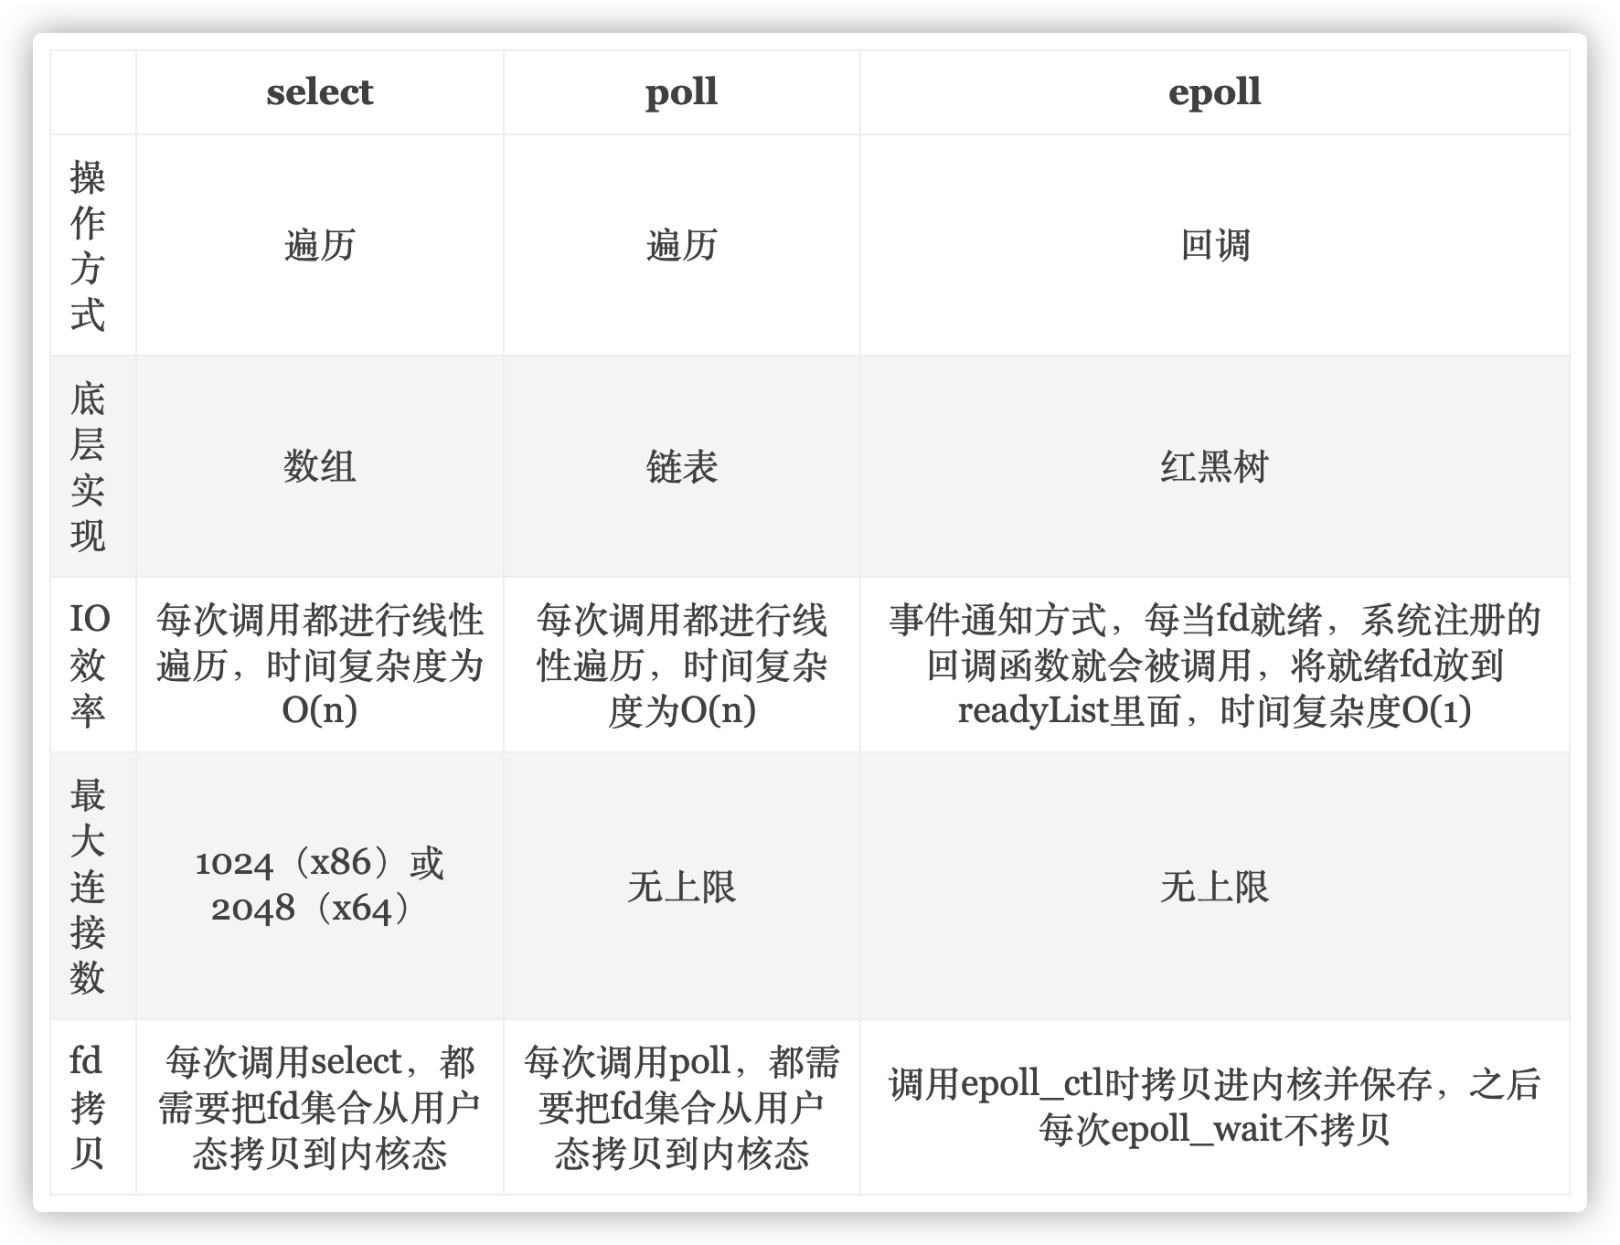 select
poll
epoll
操
作
方
式
遍历
遍历
回调
底
层
实
现
数组
链表
红黑树
IO
效
率
每次调用都进行线性
遍历，时间复杂度为
O(n)
每次调用都进行线
性遍历，时间复杂
度为O(n)
事件通知方式，每当fd就绪，系统注册的
回调函数就会被调用，将就绪fd放到
readyList里面，时间复杂度O(1)
最
大
连
接
数
1024（x86）或
2048（x64）
无上限
无上限
fd
拷
贝
每次调用select，都
需要把fd集合从用户
态拷贝到内核态
每次调用poll，都需
要把fd集合从用户
态拷贝到内核态
调用epoll_ctl时拷贝进内核并保存，之后
每次epoll_wait不拷贝